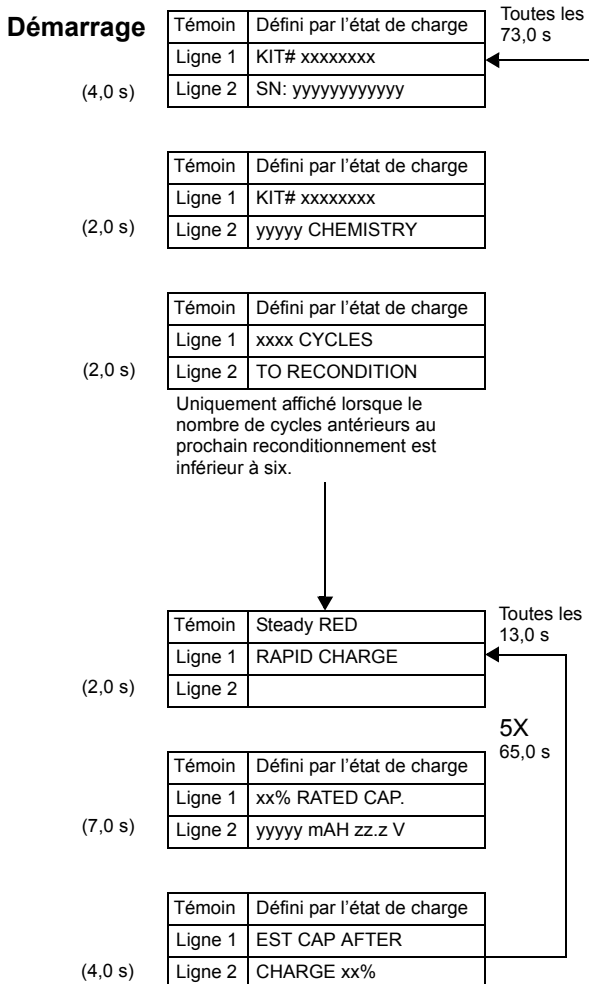 Démarrage
Témoin Défini par l'état de charge
Toutes les
73,0 s
Ligne 1 KIT# xxxxxxxx
(4,0 s) Ligne 2 SN: yyyyyyyyyyyy
Témoin Défini par l'état de charge
Ligne 1 KIT# xxxxxxxx
(2,0 s) Ligne 2 yyyyy CHEMISTRY
Témoin Défini par l'état de charge
Ligne 1 xxxx CYCLES
(2,0 s) Ligne 2 TO RECONDITION
Uniquement affiché lorsque le
nombre de cycles antérieurs au
prochain reconditionnement est
inférieur à six.
Témoin Steady RED
Toutes les
13,0 s
Ligne 1 RAPID CHARGE
(2,0 s) Ligne 2
5X
65,0 s
Témoin Défini par l'état de charge
Ligne 1 xx% RATED CAP.
(7,0 s) Ligne 2 yyyyy mAH zz.z V
Témoin Défini par l'état de charge
Ligne 1 EST CAP AFTER
(4,0 s) Ligne 2 CHARGE xx%